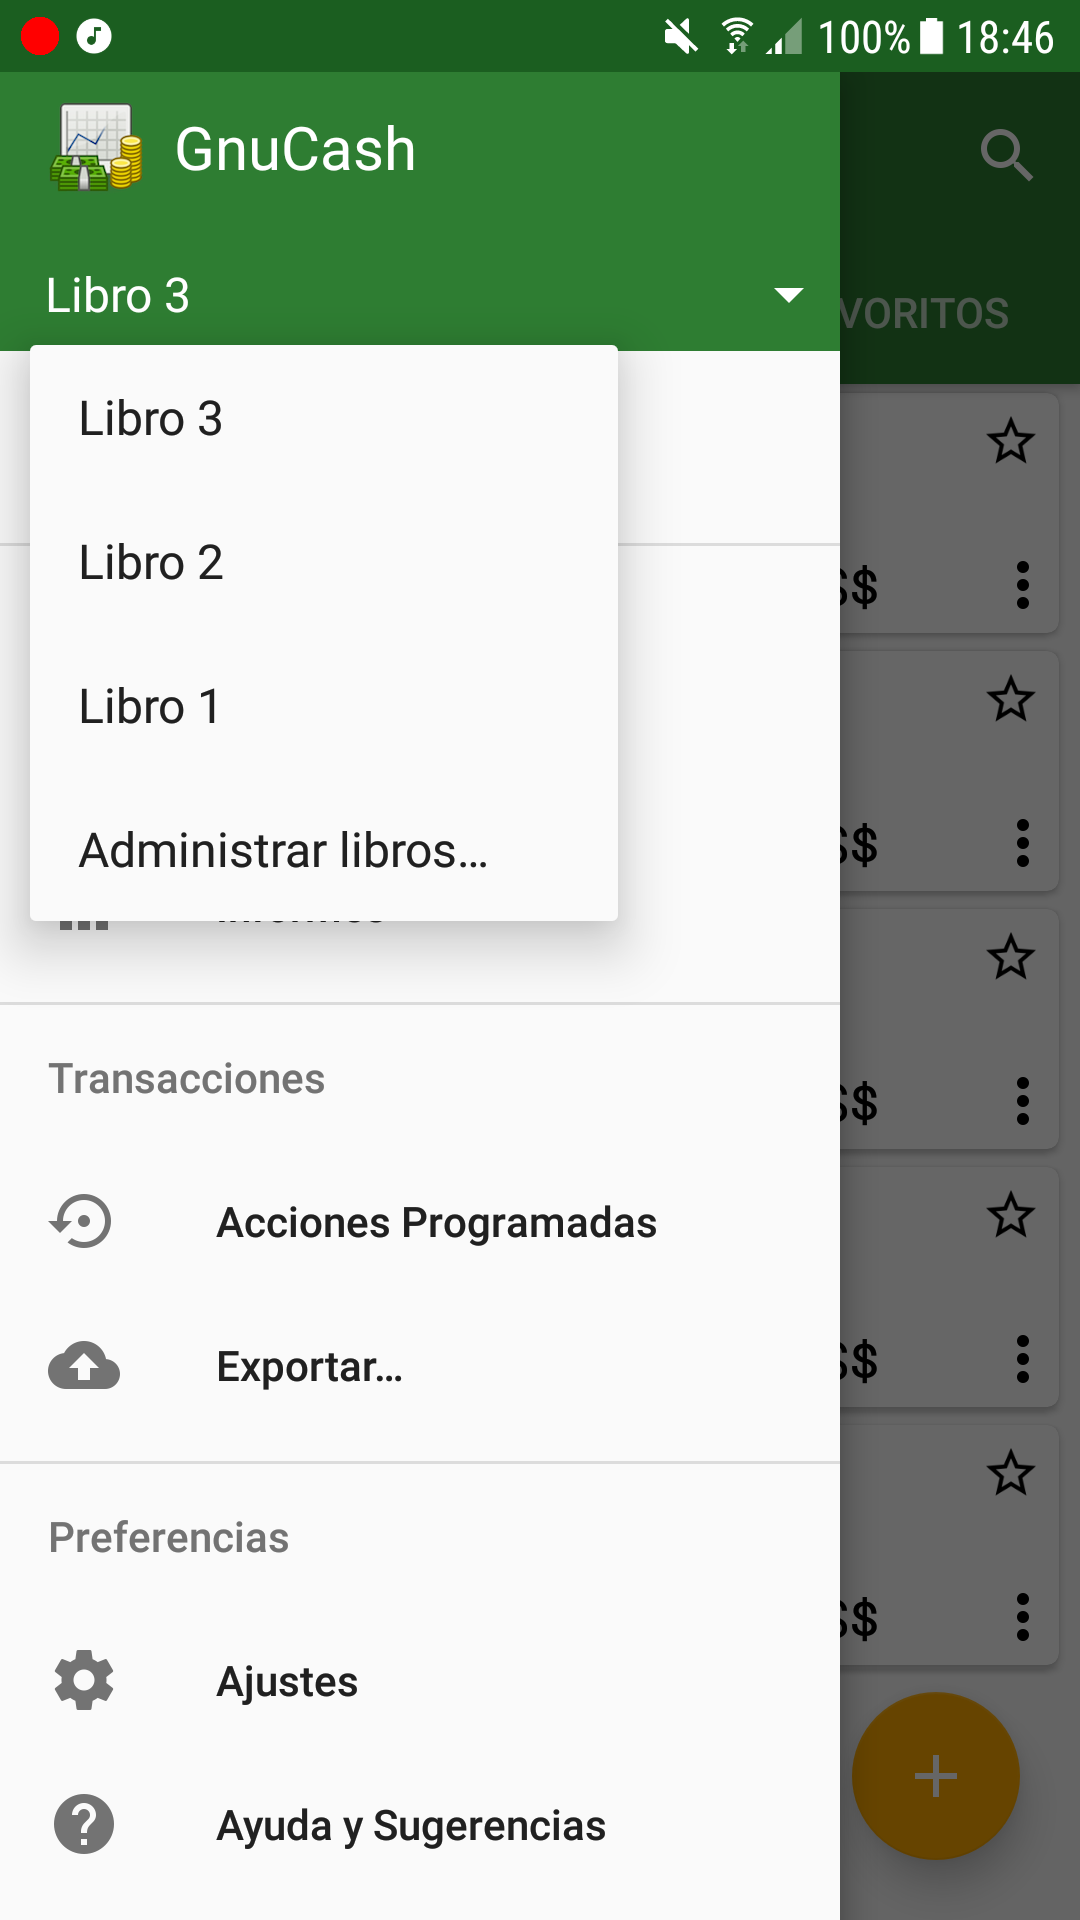 100% 18:46
GnuCash
Libro 3
VORITOS
Libro 3
Libro 2
Libro 1
Administrar libros...
$
$
$
$
$
Transacciones
Acciones Programadas
Exportar...
Preferencias
Ajustes
Ayuda y Sugerencias